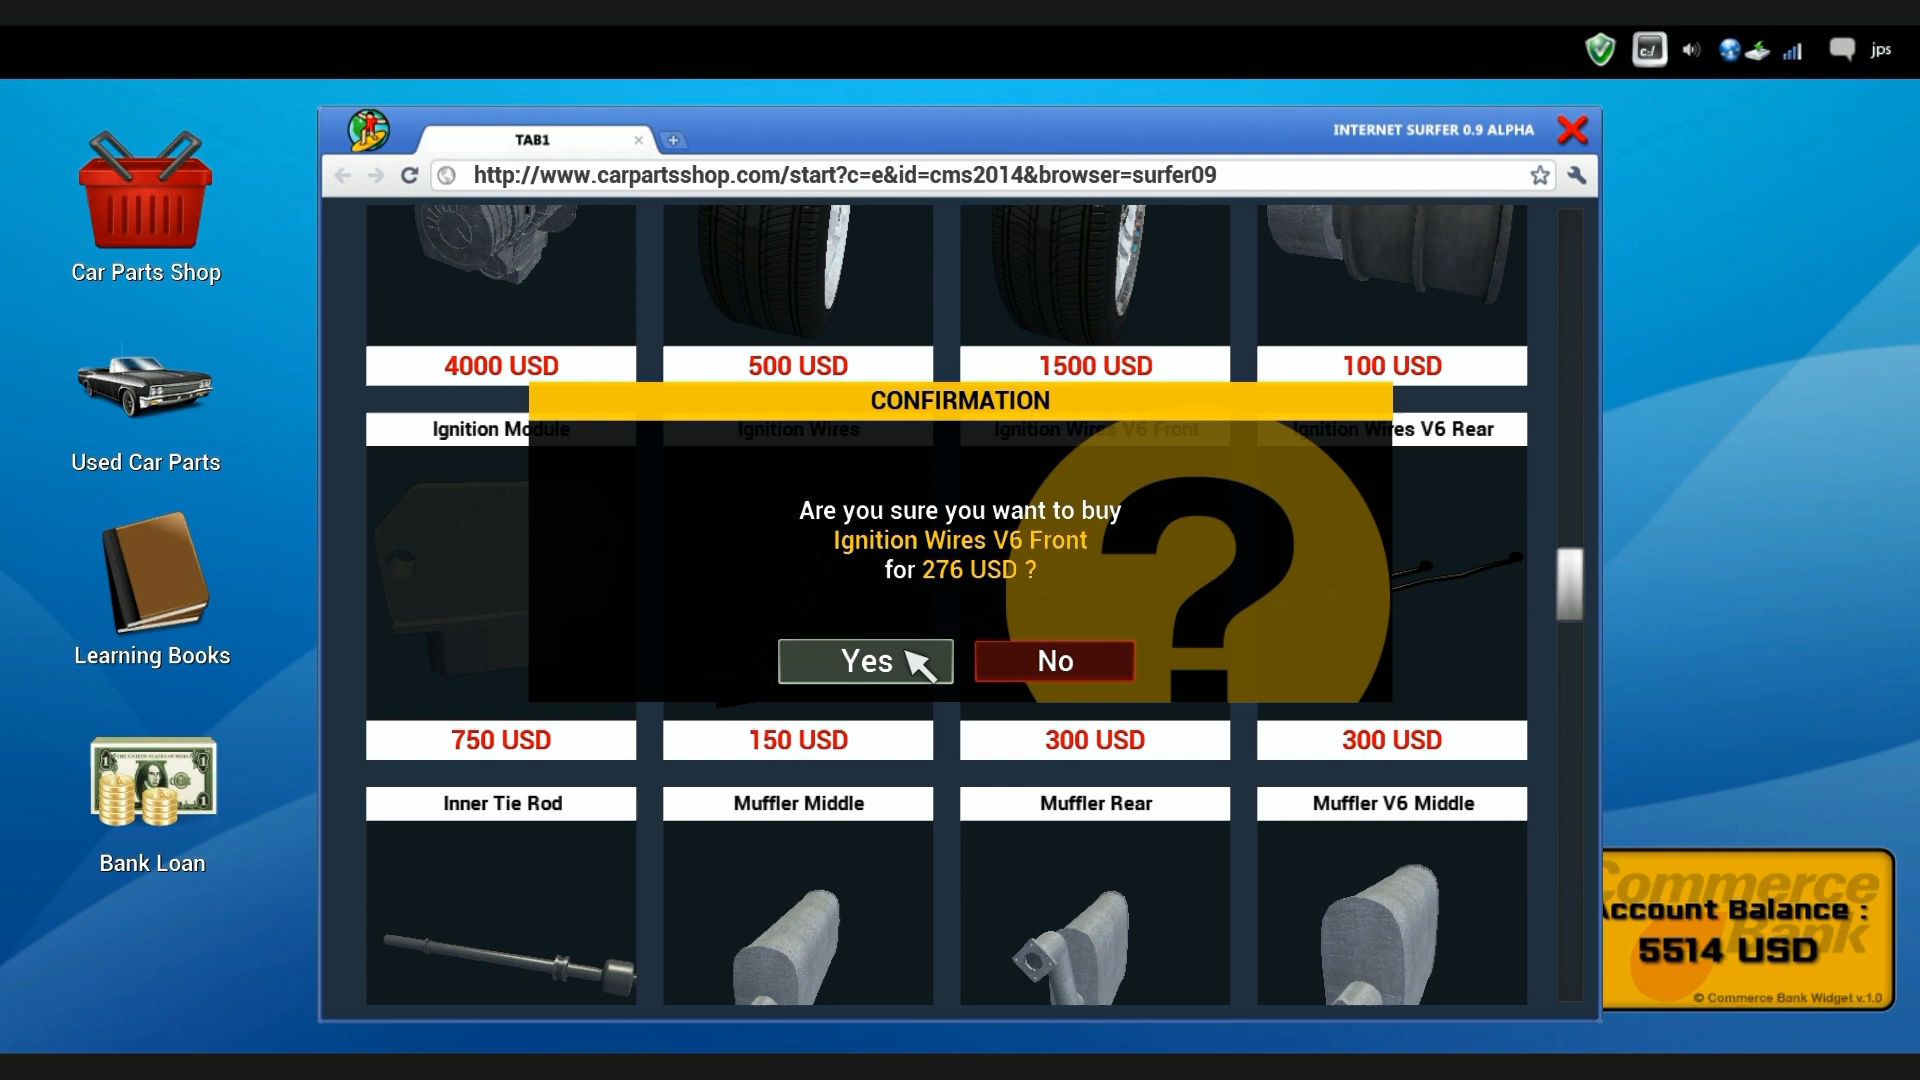 c:/
jps
TAB1
INTERNET SURFER 0.9 ALPHA
http://www.carpartsshop.com/start?c=e&id=cms2014&browser=surfer09
Car Parts Shop
Used Car Parts
Learning Books
Bank Loan
4000 USD
500 USD
1500 USD
100 USD
CONFIRMATION
Ignition Module
Ignition Wires
Ignition Wires V6 Front
Ignition Wires V6 Rear
Are you sure you want to buy
Ignition Wires V6 Front
for 276 USD ?
Yes
No
750 USD
150 USD
300 USD
300 USD
Inner Tie Rod
Muffler Middle
Muffler Rear
Muffler V6 Middle
Commerce
Bank
Account Balance :
5514 USD
© Commerce Bank Widget v.1.0